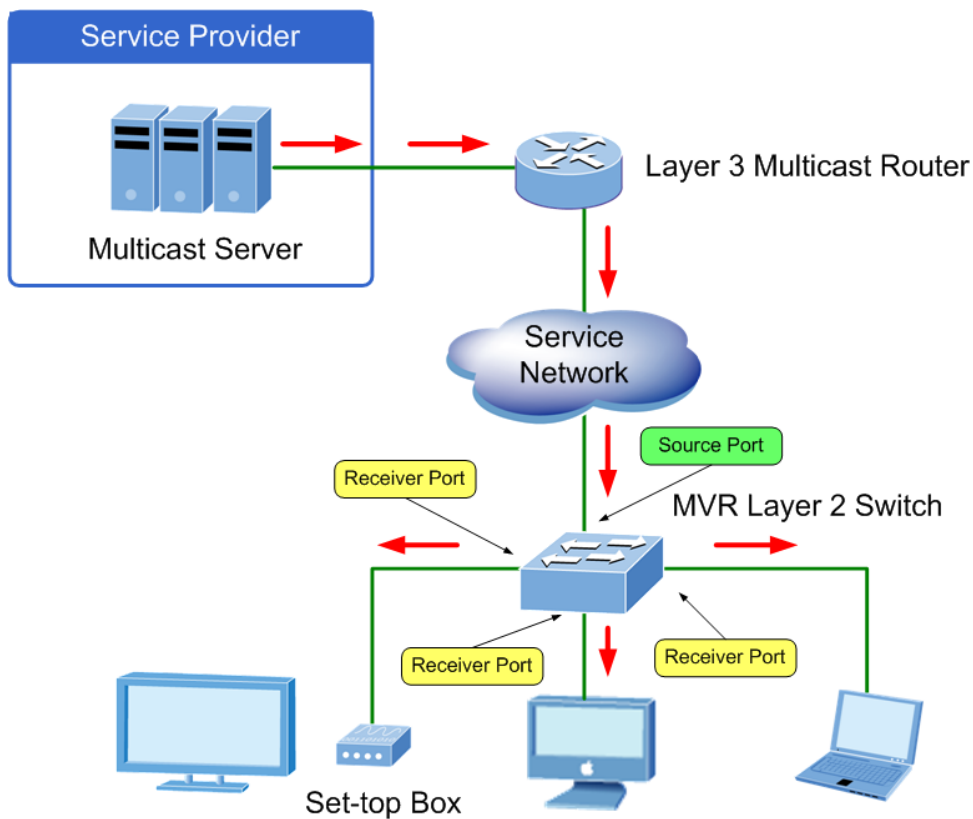 Service Provider
Multicast Server
Layer 3 Multicast Router
Service
Network
Source Port
Receiver Port
MVR Layer 2 Switch
Receiver Port
Receiver Port
Set-top Box